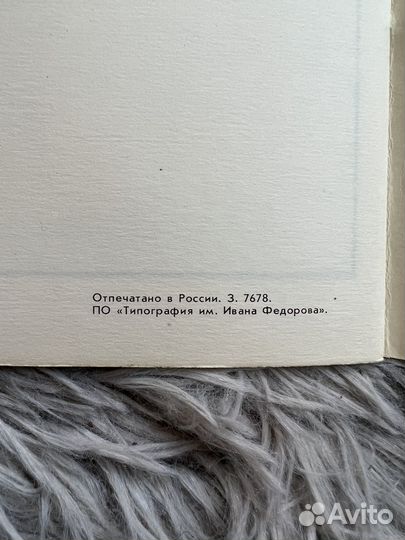 Отпечатано в России. З. 7678.
ПО «Типография им. Ивана Федорова».
Avito